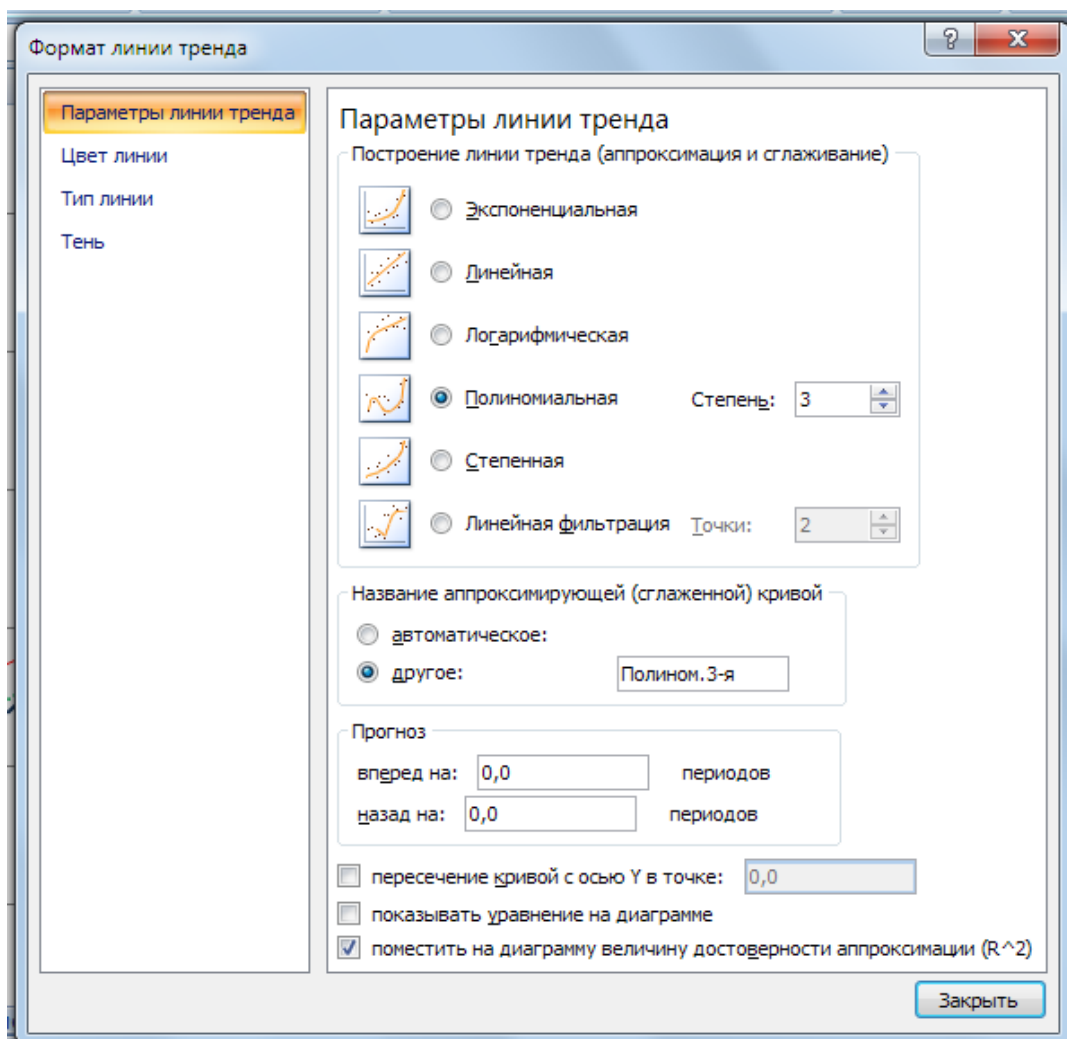 Формат линии тренда
Параметры линии тренда
Цвет линии
Тип линии
Тень
Параметры линии тренда
Построение линии тренда (аппроксимация и сглаживание)
Экспоненциальная
Линейная
Логарифмическая
Полиномиальная Степень: 3
Степенная
Линейная фильтрация Точки: 2
Название аппроксимирующей (сглаженной) кривой
автоматическое:
другое: Полином.3-я
Прогноз
вперед на: 0,0 периодов
назад на: 0,0 периодов
пересечение кривой с осью Y в точке: 0,0
показывать уравнение на диаграмме
поместить на диаграмму величину достоверности аппроксимации (R^2)
Закрыть